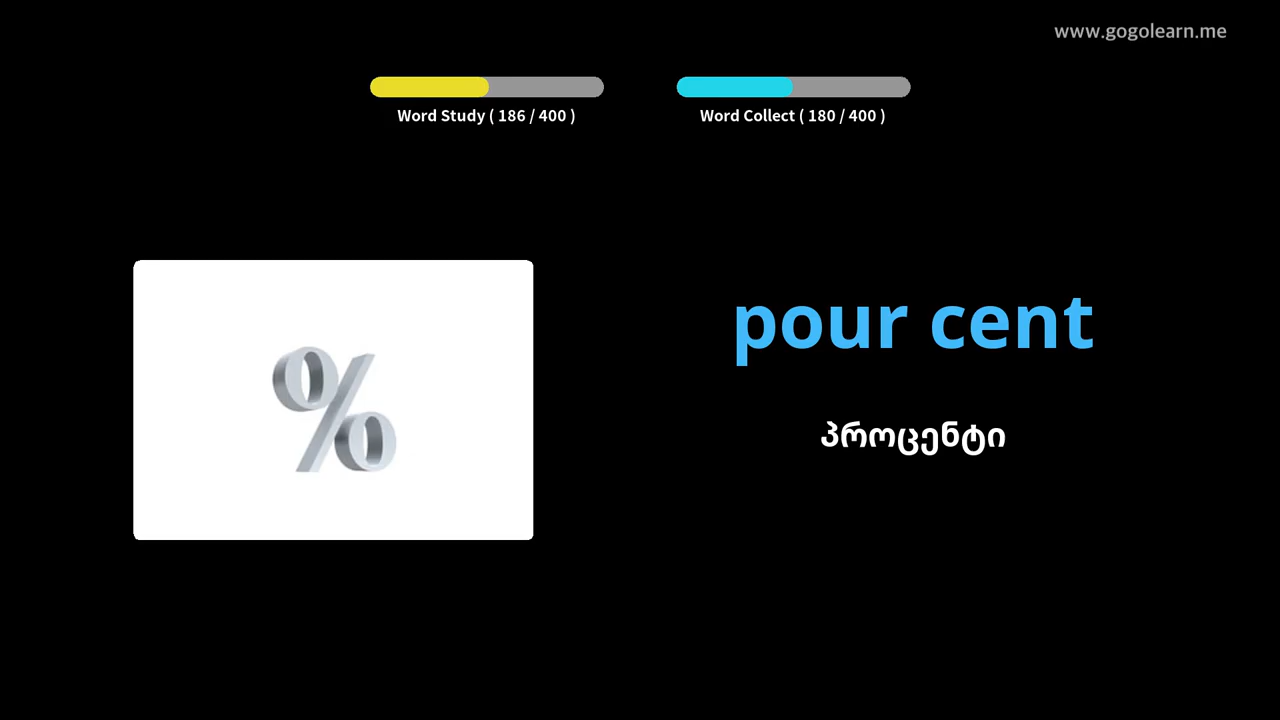 www.gogolearn.me
Word Study ( 186 / 400 )
Word Collect ( 180 / 400 )
%
pour cent
პროცენტი